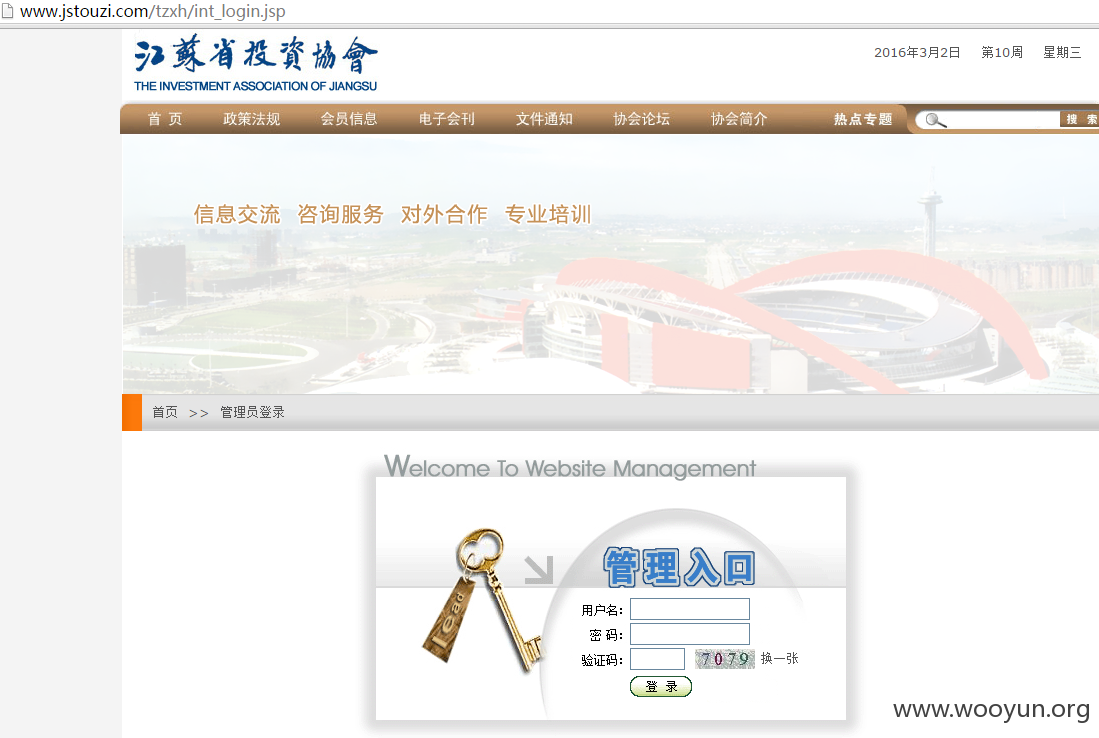 www.jstouzi.com/tzxh/int_login.jsp
江蘇省投資協會
THE INVESTMENT ASSOCIATION OF JIANGSU
2016年3月2日 第10周 星期三
首 页 政策法规 会员信息 电子会刊 文件通知 协会论坛 协会简介 热点专题 搜 索
信息交流 咨询服务 对外合作 专业培训
首页 >> 管理员登录
Welcome To Website Management
管理入口
lead
用户名：
密 码：
验证码： 7079 换一张
登 录
www.wooyun.org